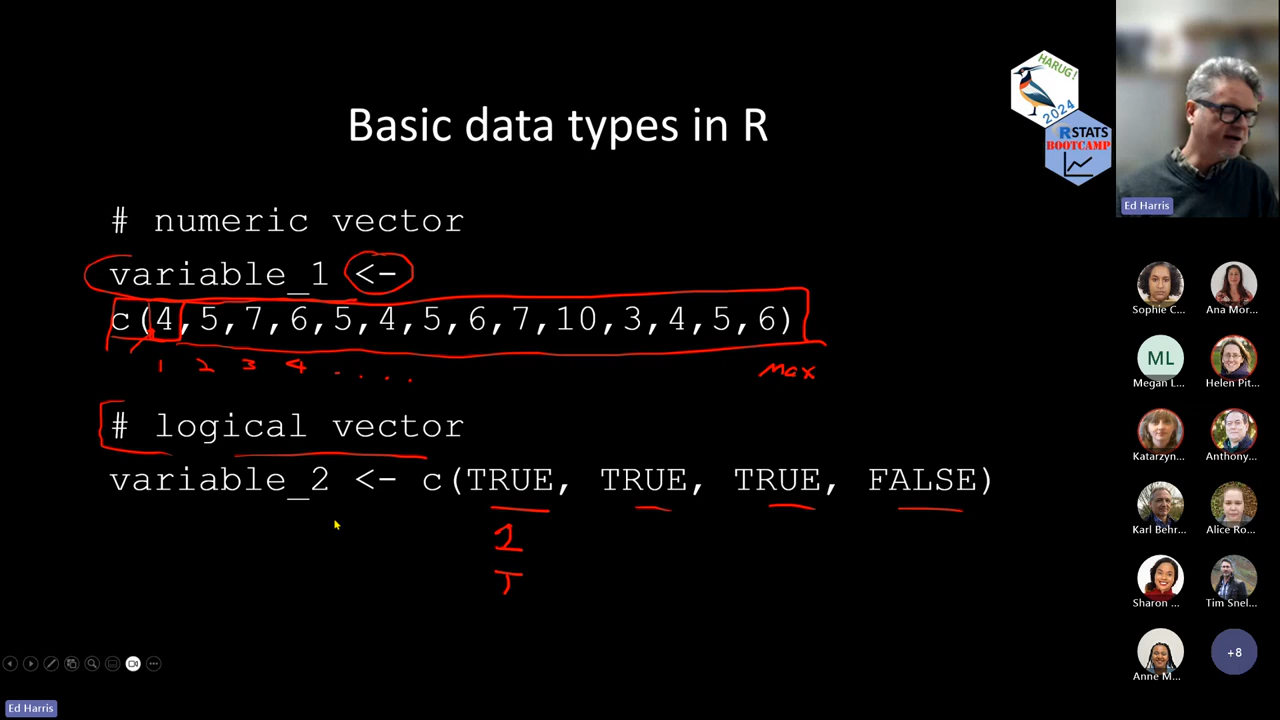 HARUG!
2024
RSTATS
BOOTCAMP
Basic data types in R
Ed Harris
# numeric vector
variable_1 <-
c(4,5,7,6,5,4,5,6,7,10,3,4,5,6)
1 2 3 4 . . . . max
# logical vector
variable_2 <- c(TRUE, TRUE, TRUE, FALSE)
1
T
Sophie C... Ana Mor...
ML
Megan L... Helen Pit...
Katarzyn... Anthony...
Karl Behr... Alice Ro...
Sharon ... Tim Snel...
Anne M... +8
Ed Harris